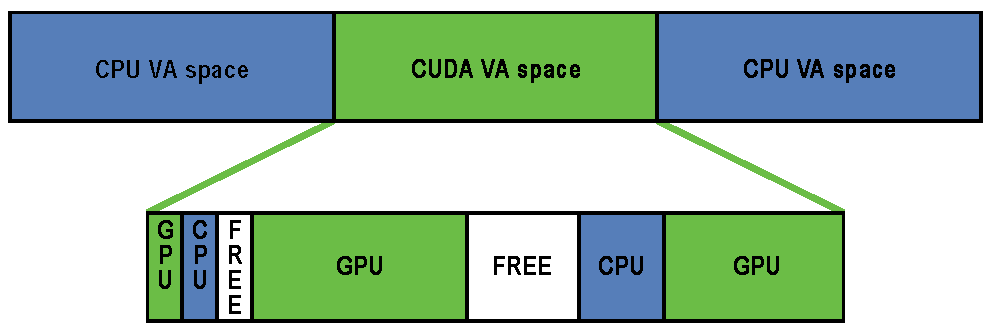 CPU VA space
CUDA VA space
CPU VA space
GPU
CPU
FREE
GPU
FREE
CPU
GPU